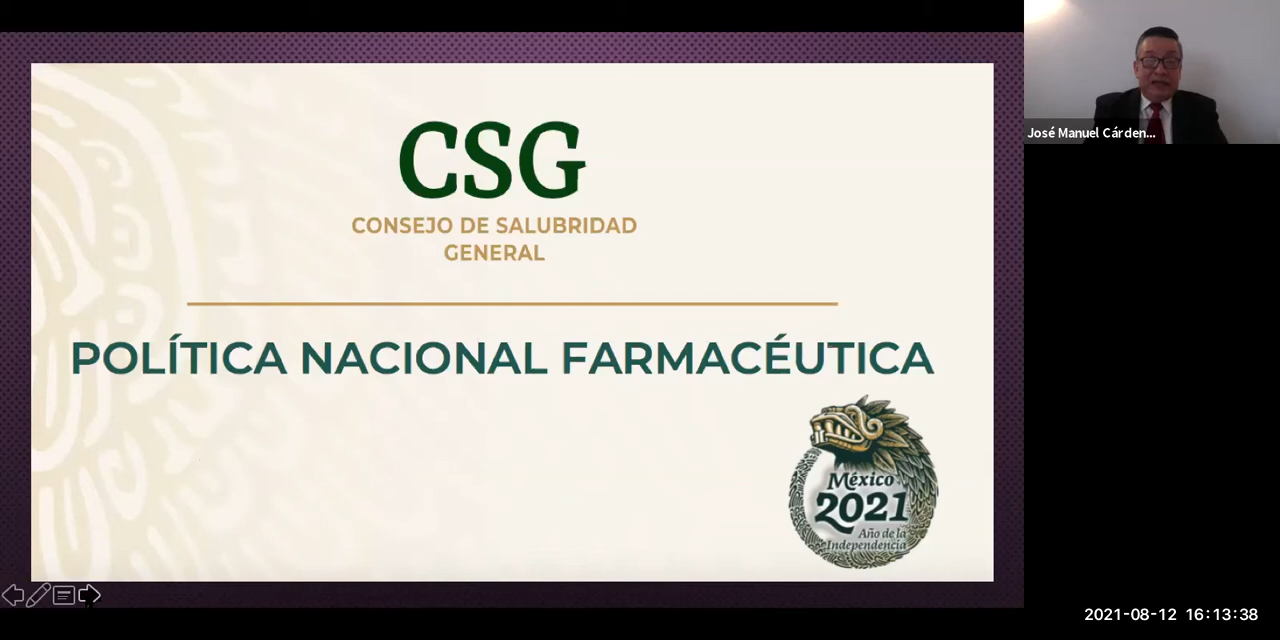 CSG
CONSEJO DE SALUBRIDAD
GENERAL
POLÍTICA NACIONAL FARMACÉUTICA
México
2021
Año de la
Independencia
José Manuel Cárden...
2021-08-12 16:13:38